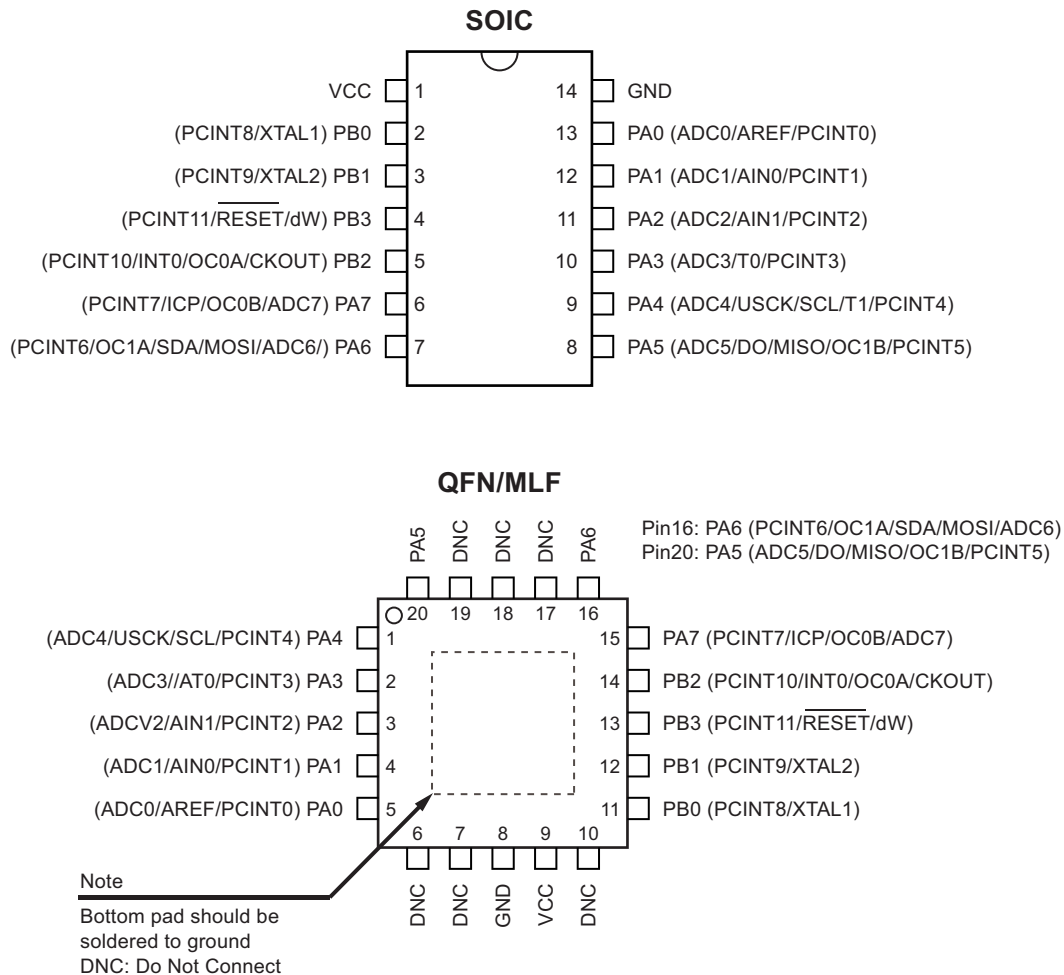 SOIC
VCC 1
(PCINT8/XTAL1) PB0 2
(PCINT9/XTAL2) PB1 3
(PCINT11/RESET/dW) PB3 4
(PCINT10/INT0/OC0A/CKOUT) PB2 5
(PCINT7/ICP/OC0B/ADC7) PA7 6
(PCINT6/OC1A/SDA/MOSI/ADC6/) PA6 7
14 GND
13 PA0 (ADC0/AREF/PCINT0)
12 PA1 (ADC1/AIN0/PCINT1)
11 PA2 (ADC2/AIN1/PCINT2)
10 PA3 (ADC3/T0/PCINT3)
9 PA4 (ADC4/USCK/SCL/T1/PCINT4)
8 PA5 (ADC5/DO/MISO/OC1B/PCINT5)
QFN/MLF
PA5 DNC DNC DNC PA6
20 19 18 17 16
Pin16: PA6 (PCINT6/OC1A/SDA/MOSI/ADC6)
Pin20: PA5 (ADC5/DO/MISO/OC1B/PCINT5)
(ADC4/USCK/SCL/PCINT4) PA4 1
(ADC3//AT0/PCINT3) PA3 2
(ADCV2/AIN1/PCINT2) PA2 3
(ADC1/AIN0/PCINT1) PA1 4
(ADC0/AREF/PCINT0) PA0 5
15 PA7 (PCINT7/ICP/OC0B/ADC7)
14 PB2 (PCINT10/INT0/OC0A/CKOUT)
13 PB3 (PCINT11/RESET/dW)
12 PB1 (PCINT9/XTAL2)
11 PB0 (PCINT8/XTAL1)
6 7 8 9 10
DNC DNC GND VCC DNC
Note
Bottom pad should be
soldered to ground
DNC: Do Not Connect